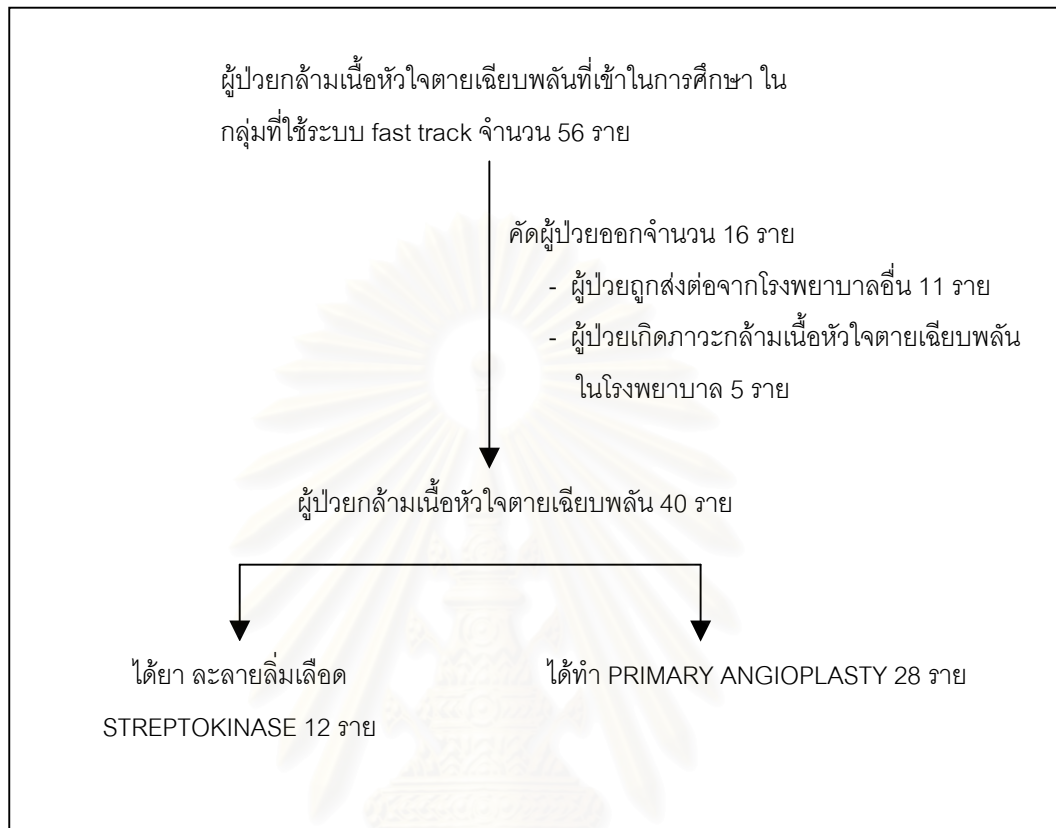 ผู้ป่วยกล้ามเนื้อหัวใจตายเฉียบพลันที่เข้าในการศึกษา ใน
กลุ่มที่ใช้ระบบ fast track จำนวน 56 ราย
คัดผู้ป่วยออกจำนวน 16 ราย
- ผู้ป่วยถูกส่งต่อจากโรงพยาบาลอื่น 11 ราย
- ผู้ป่วยเกิดภาวะกล้ามเนื้อหัวใจตายเฉียบพลัน
ในโรงพยาบาล 5 ราย
ผู้ป่วยกล้ามเนื้อหัวใจตายเฉียบพลัน 40 ราย
ได้ยา ละลายลิ่มเลือด
STREPTOKINASE 12 ราย
ได้ทำ PRIMARY ANGIOPLASTY 28 ราย